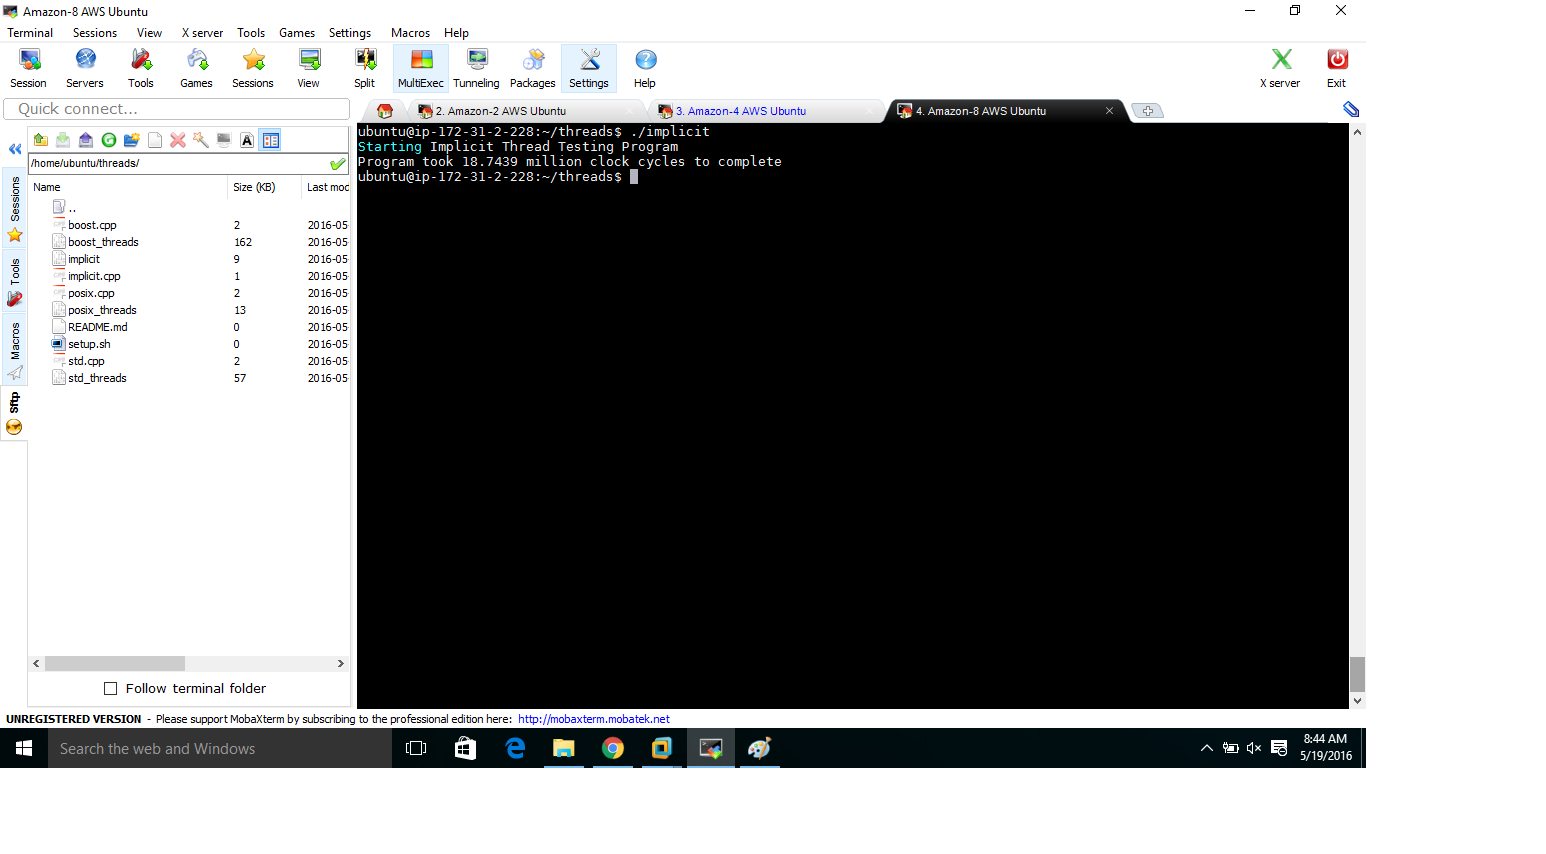 Amazon-8 AWS Ubuntu
Terminal Sessions View X server Tools Games Settings Macros Help
Session Servers Tools Games Sessions View Split MultiExec Tunneling Packages Settings Help X server Exit
Quick connect...
2. Amazon-2 AWS Ubuntu 3. Amazon-4 AWS Ubuntu 4. Amazon-8 AWS Ubuntu
Sessions
Tools
Macros
Sftp
/home/ubuntu/threads/
Name Size (KB) Last mod
..
boost.cpp 2 2016-05
boost_threads 162 2016-05
implicit 9 2016-05
implicit.cpp 1 2016-05
posix.cpp 2 2016-05
posix_threads 13 2016-05
README.md 0 2016-05
setup.sh 0 2016-05
std.cpp 2 2016-05
std_threads 57 2016-05
Follow terminal folder
ubuntu@ip-172-31-2-228:~/threads$ ./implicit
Starting Implicit Thread Testing Program
Program took 18.7439 million clock cycles to complete
ubuntu@ip-172-31-2-228:~/threads$
UNREGISTERED VERSION - Please support MobaXterm by subscribing to the professional edition here: http://mobaxterm.mobatek.net
Search the web and Windows
8:44 AM
5/19/2016